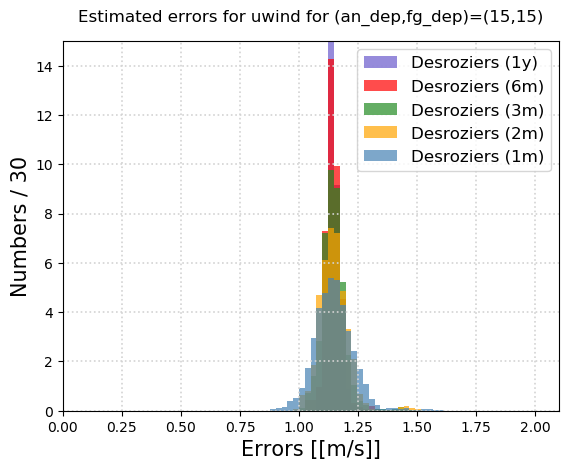 Estimated errors for uwind for (an_dep,fg_dep)=(15,15)
Numbers / 30
14
12
10
8
6
4
2
0
Desroziers (1y)
Desroziers (6m)
Desroziers (3m)
Desroziers (2m)
Desroziers (1m)
0.00 0.25 0.50 0.75 1.00 1.25 1.50 1.75 2.00
Errors [[m/s]]